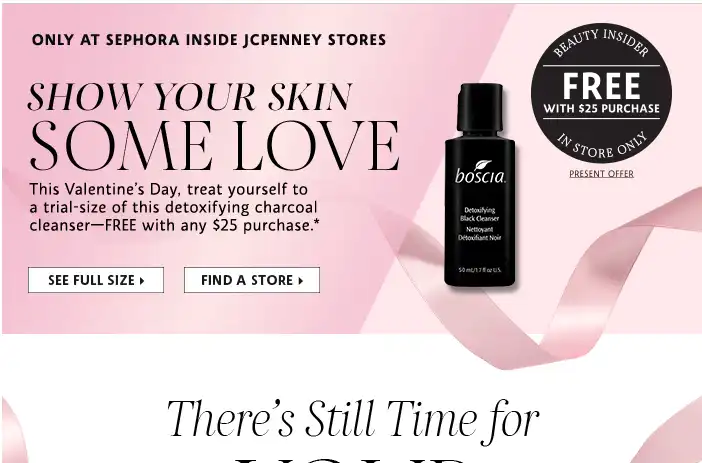 ONLY AT SEPHORA INSIDE JCPENNEY STORES
SHOW YOUR SKIN
SOME LOVE
This Valentine's Day, treat yourself to
a trial-size of this detoxifying charcoal
cleanser—FREE with any $25 purchase.*
SEE FULL SIZE
FIND A STORE
boscia.
Detoxifying
Black Cleanser
Nettoyant
Détoxifiant Noir
50 mL/1.7 fl oz U.S.
BEAUTY INSIDER
FREE
WITH $25 PURCHASE
IN STORE ONLY
PRESENT OFFER
There's Still Time for